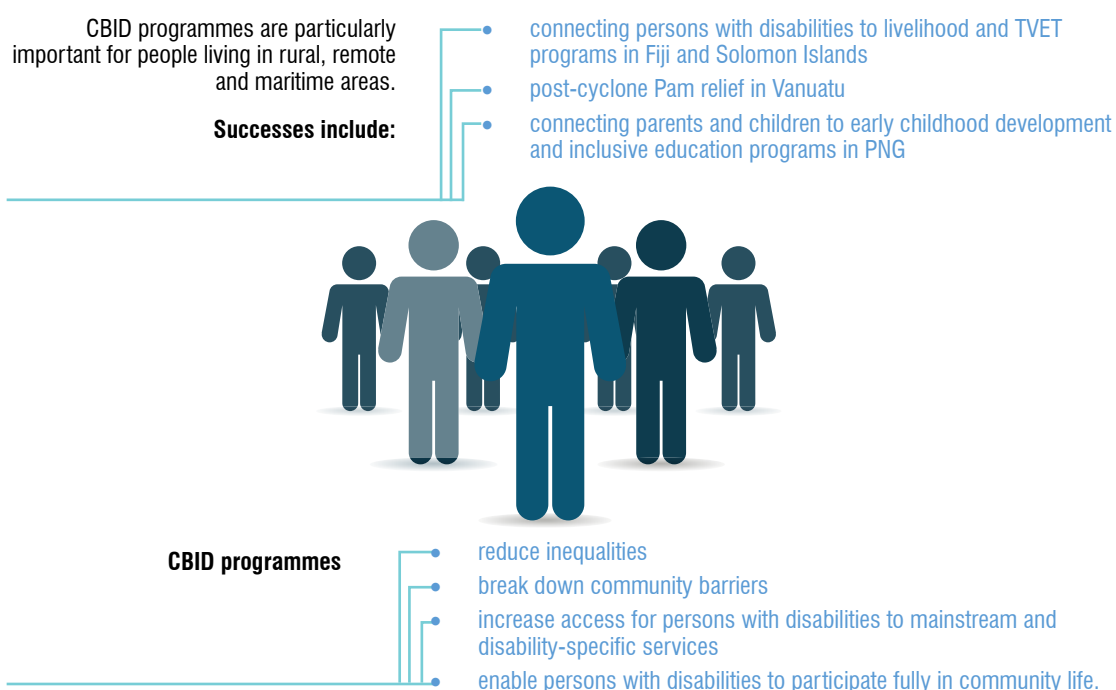 CBID programmes are particularly
important for people living in rural, remote
and maritime areas.
Successes include:
connecting persons with disabilities to livelihood and TVET
programs in Fiji and Solomon Islands
post-cyclone Pam relief in Vanuatu
connecting parents and children to early childhood development
and inclusive education programs in PNG
CBID programmes
reduce inequalities
break down community barriers
increase access for persons with disabilities to mainstream and
disability-specific services
enable persons with disabilities to participate fully in community life.